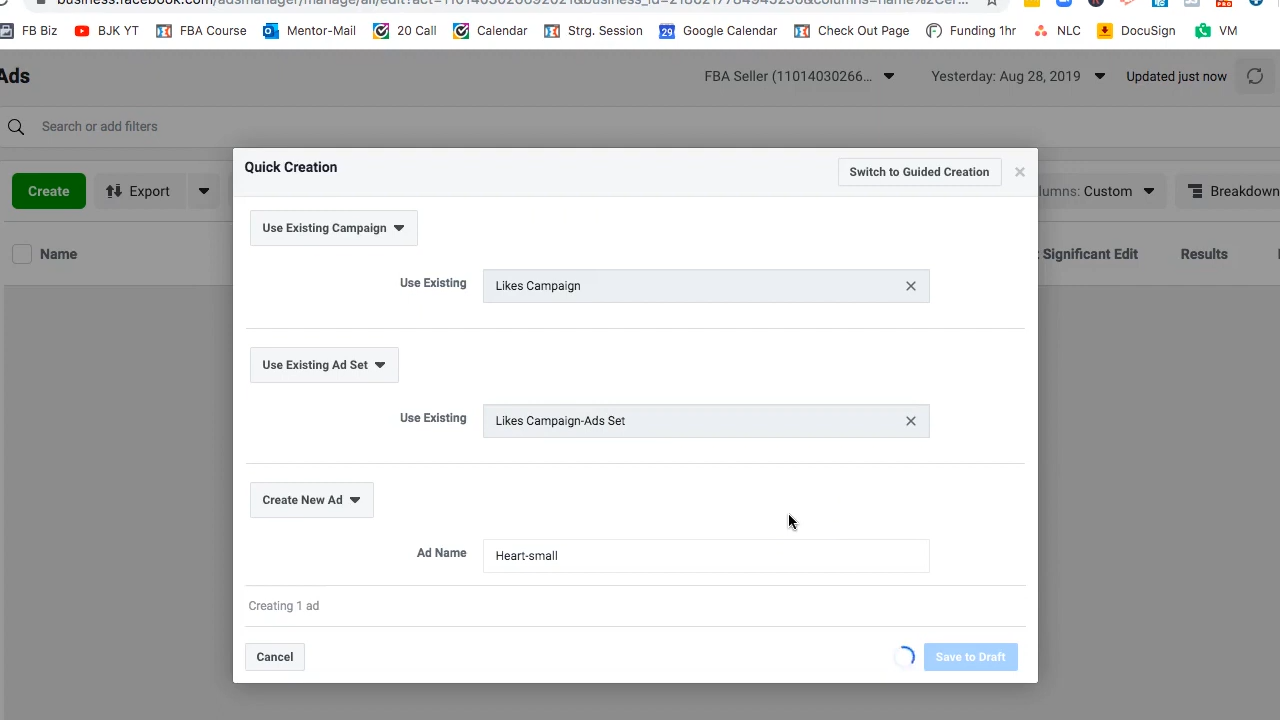 FB Biz BJK YT FBA Course Mentor-Mail 2B Call Calendar Strg. Session Google Calendar Check Out Page Funding 1hr NLC DocuSign VM
Ads FBA Seller (11014030266... Yesterday: Aug 28, 2019 Updated just now
Search or add filters
Quick Creation Switch to Guided Creation
Create Export Custom Breakdown
Use Existing Campaign
Name Significant Edit Results
Use Existing Likes Campaign
Use Existing Ad Set
Use Existing Likes Campaign-Ads Set
Create New Ad
Ad Name Heart-small
Creating 1 ad
Cancel Save to Draft